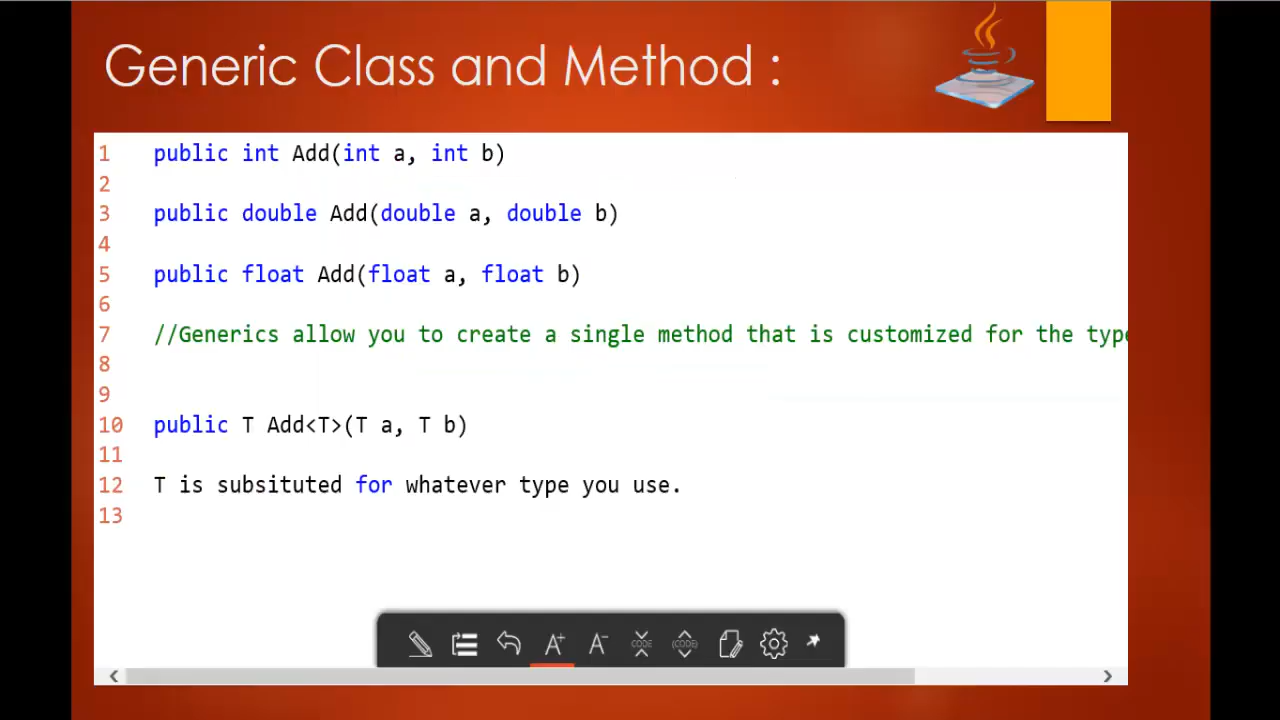 Generic Class and Method :
1 public int Add(int a, int b)
2
3 public double Add(double a, double b)
4
5 public float Add(float a, float b)
6
7 //Generics allow you to create a single method that is customized for the type
8
9
10 public T Add<T>(T a, T b)
11
12 T is subsituted for whatever type you use.
13
A+ A- CODE (CODE)